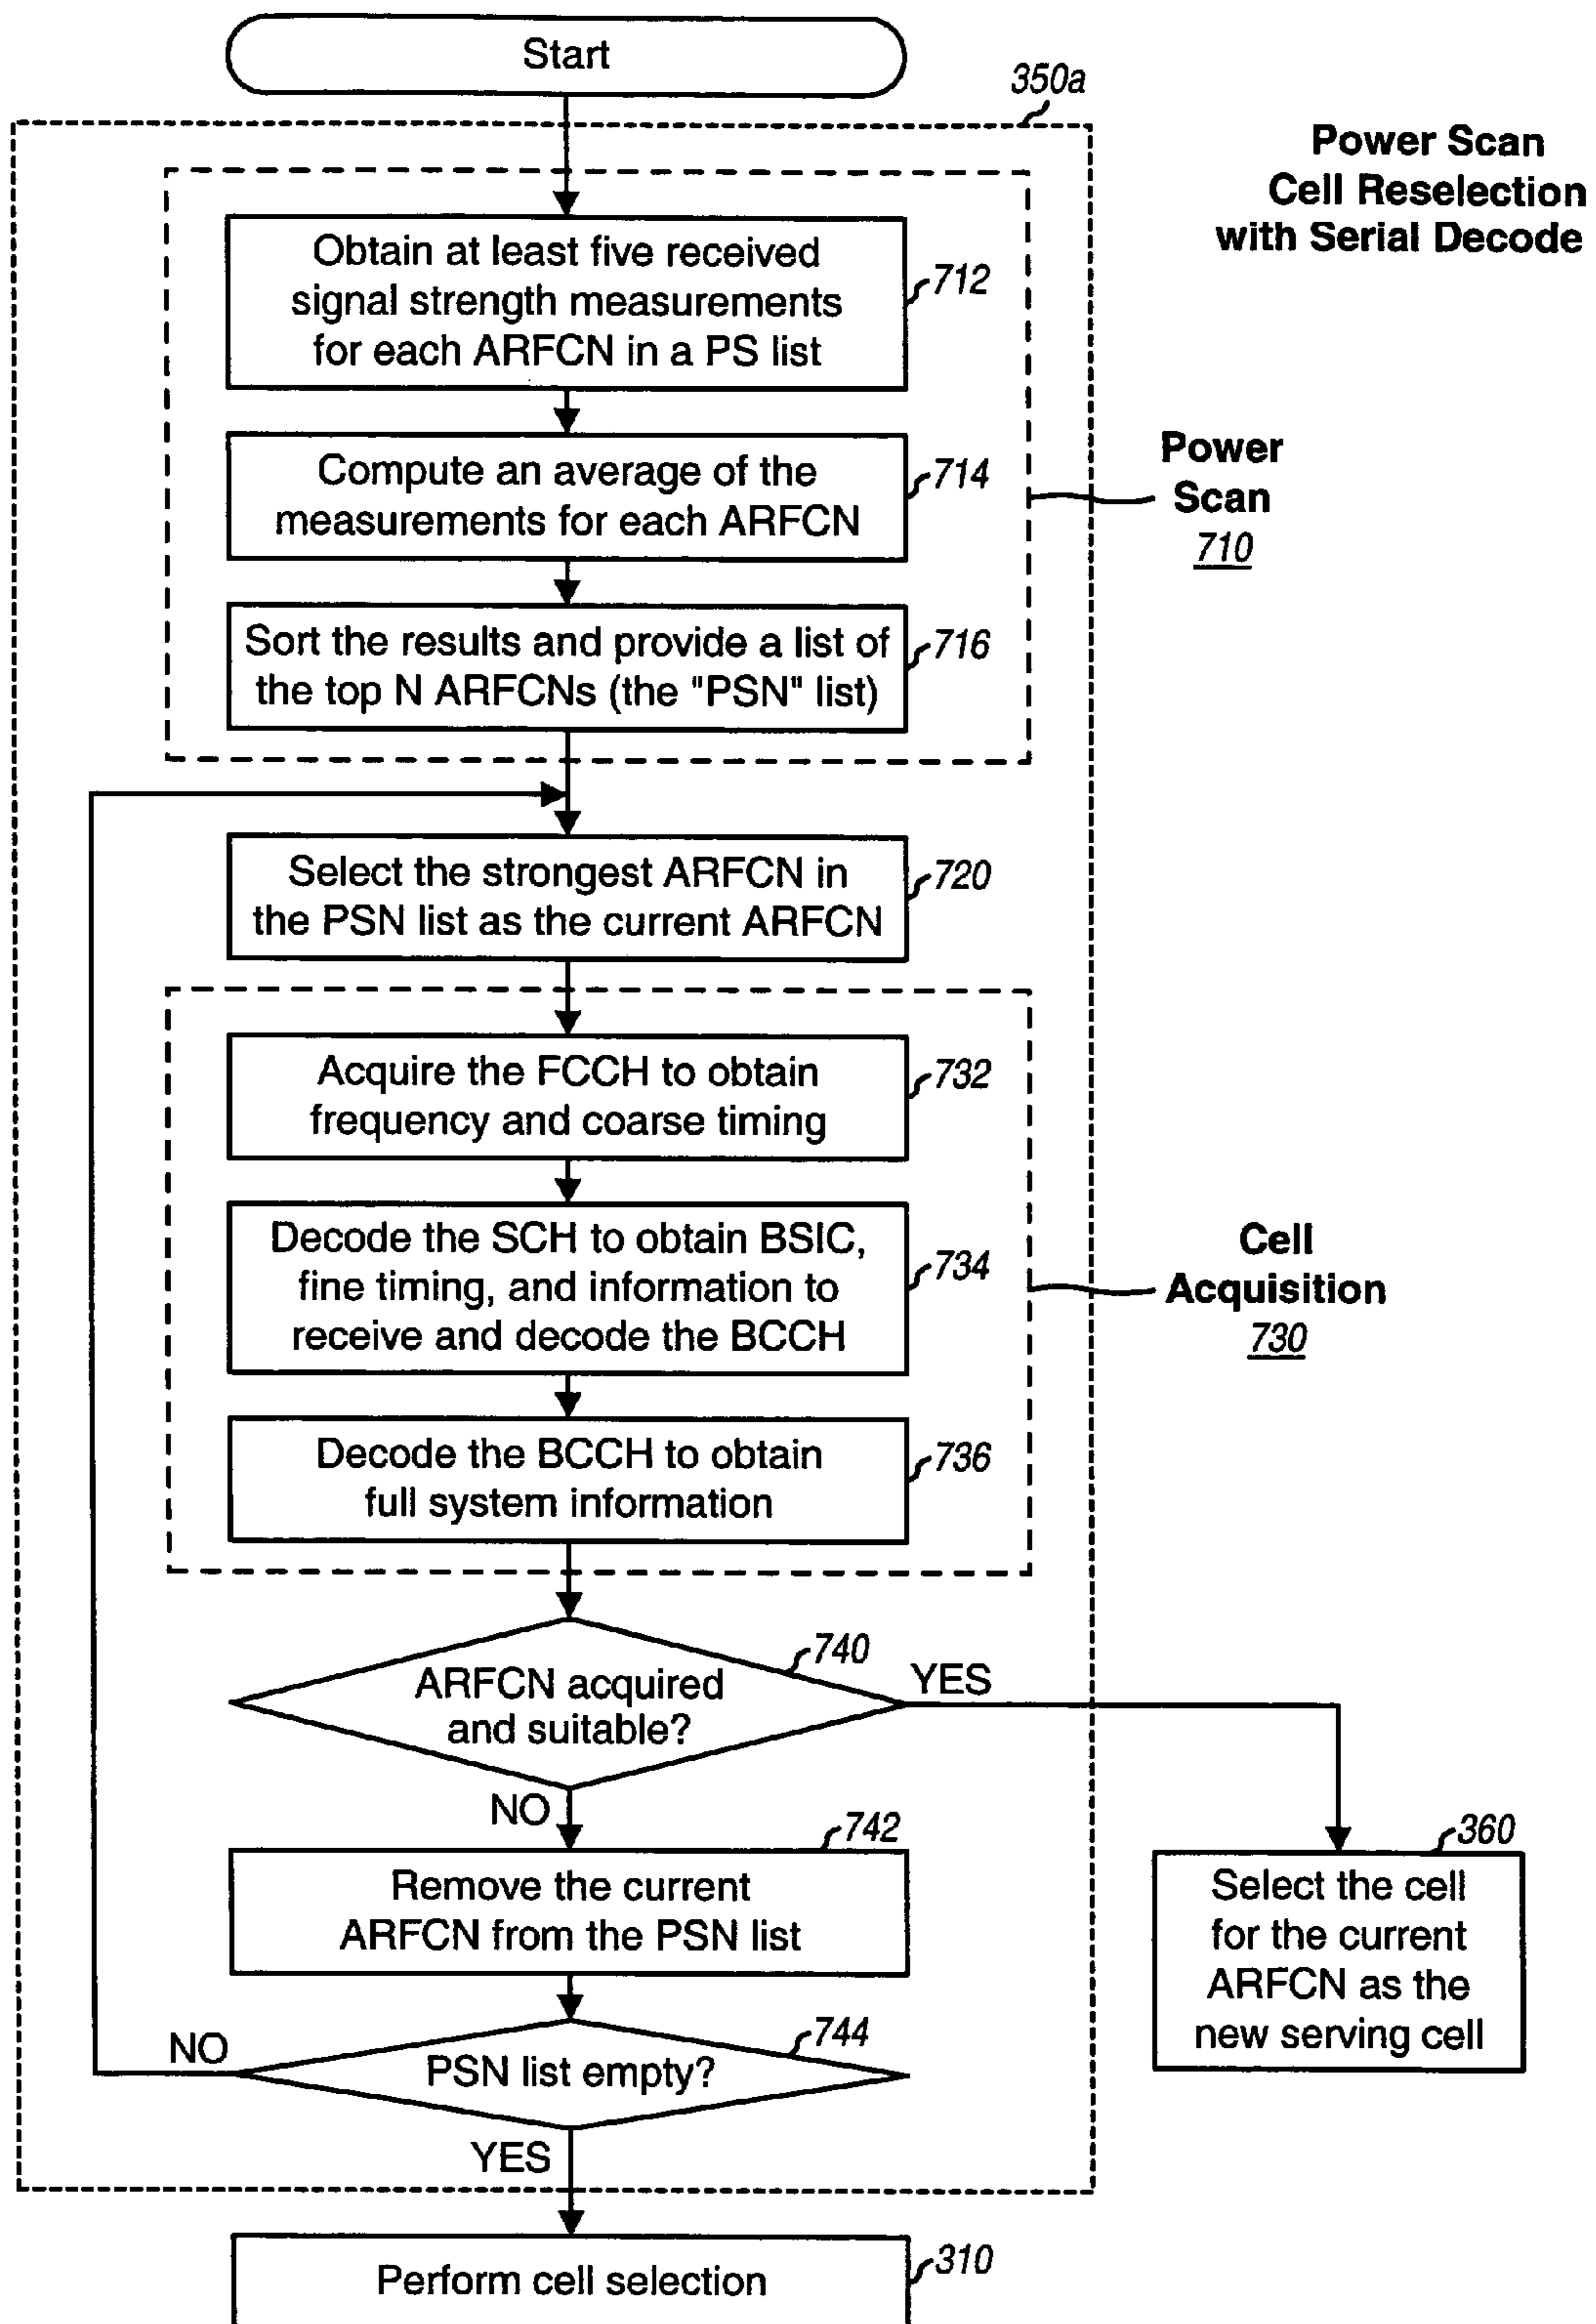 Start
350a
Power Scan
Cell Reselection
with Serial Decode
Obtain at least five received
signal strength measurements
for each ARFCN in a PS list
712
Compute an average of the
measurements for each ARFCN
714
Power
Scan
710
Sort the results and provide a list of
the top N ARFCNs (the "PSN" list)
716
Select the strongest ARFCN in
the PSN list as the current ARFCN
720
Acquire the FCCH to obtain
frequency and coarse timing
732
Decode the SCH to obtain BSIC,
fine timing, and information to
receive and decode the BCCH
734
Cell
Acquisition
730
Decode the BCCH to obtain
full system information
736
ARFCN acquired
and suitable?
740
YES
NO
Remove the current
ARFCN from the PSN list
742
Select the cell
for the current
ARFCN as the
new serving cell
360
PSN list empty?
744
NO
YES
Perform cell selection
310